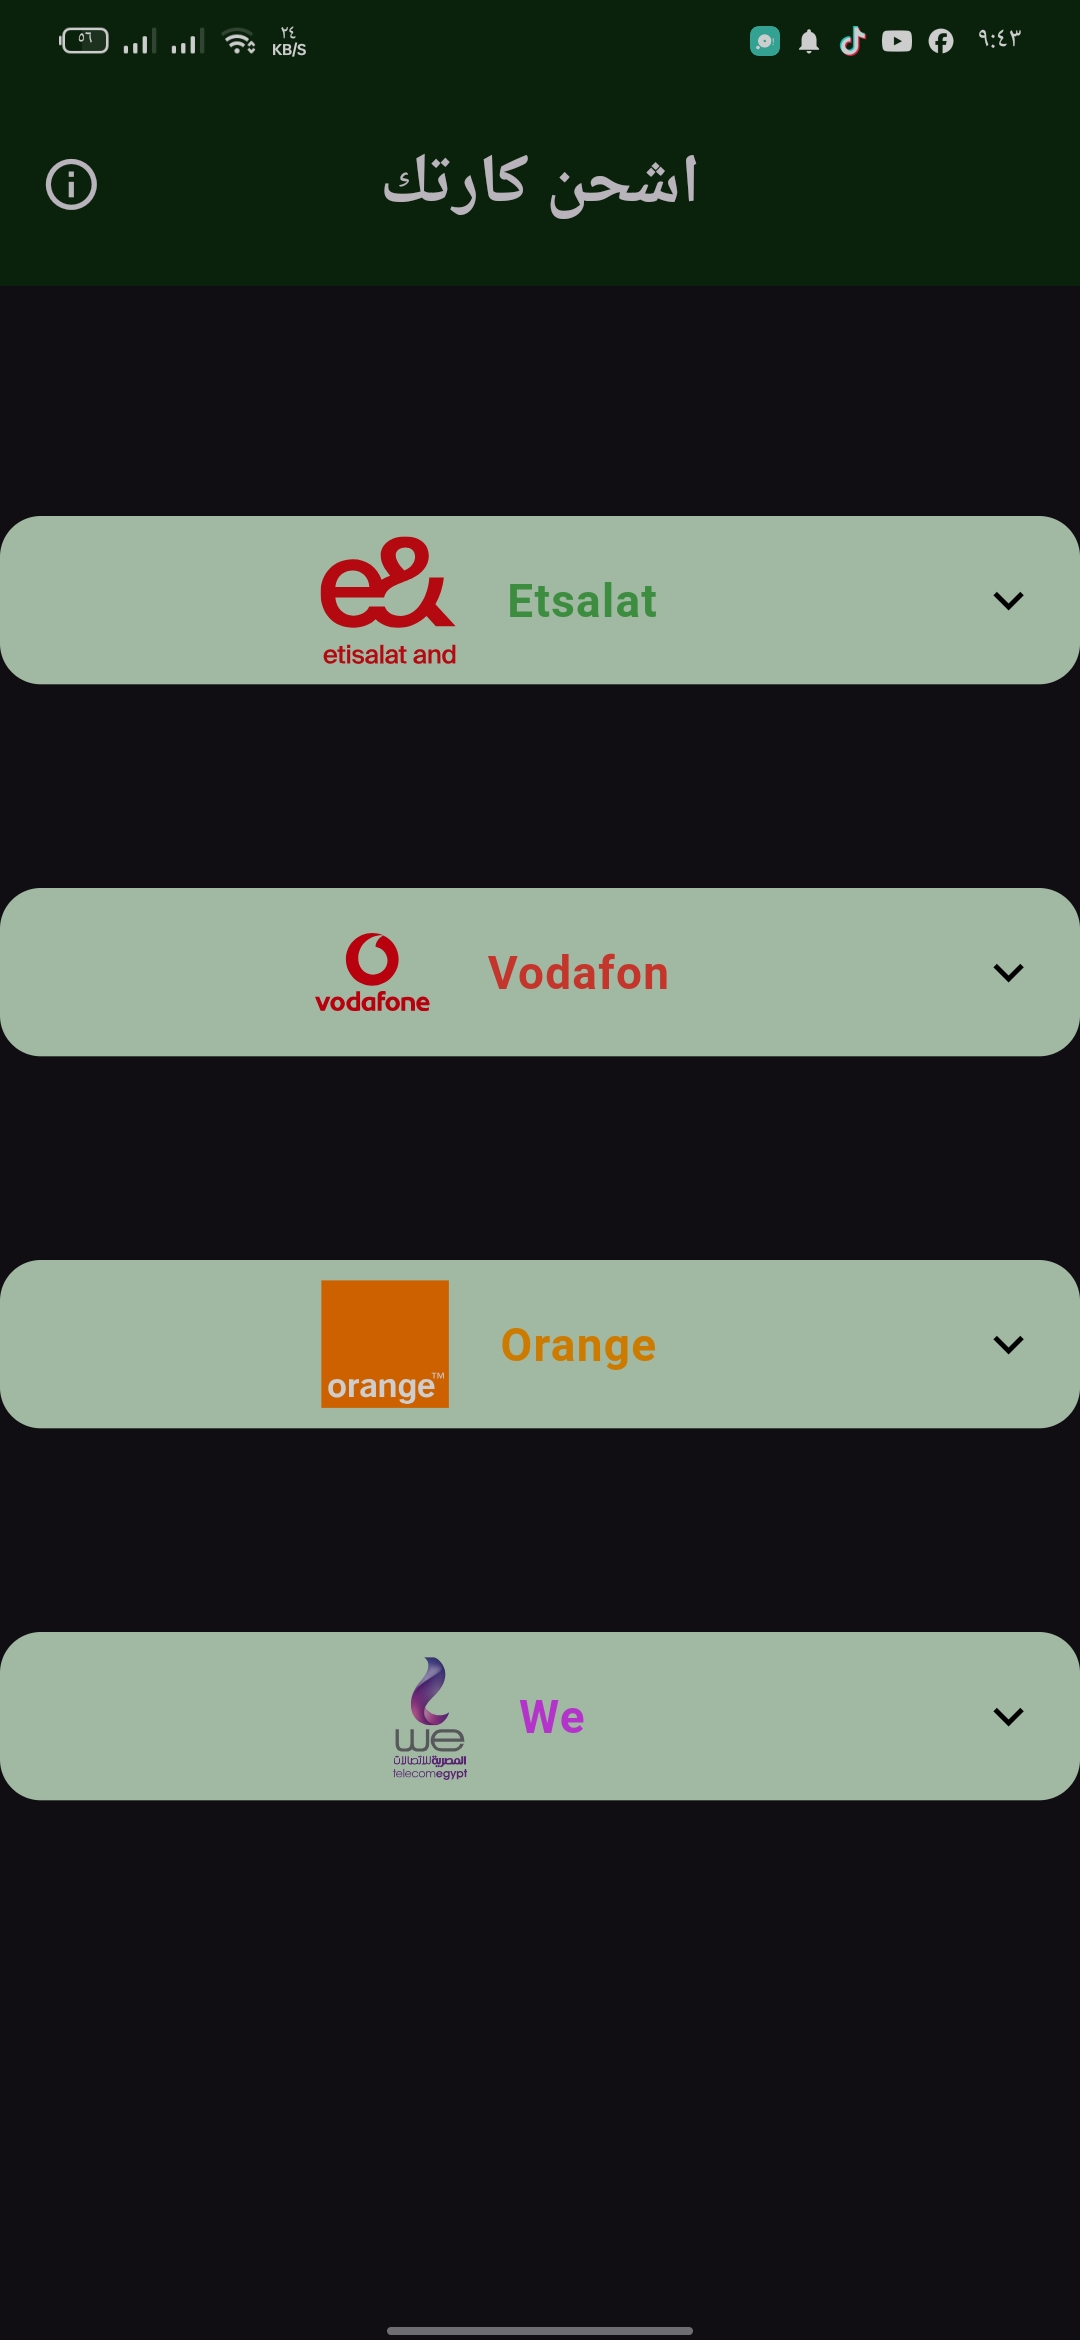 ٥٦
٢٤
KB/S
٩:٤٣
اشحن كارتك
etisalat and
Etsalat
vodafone
Vodafon
orange™
Orange
we
المصرية للاتصالات
telecomegypt
We